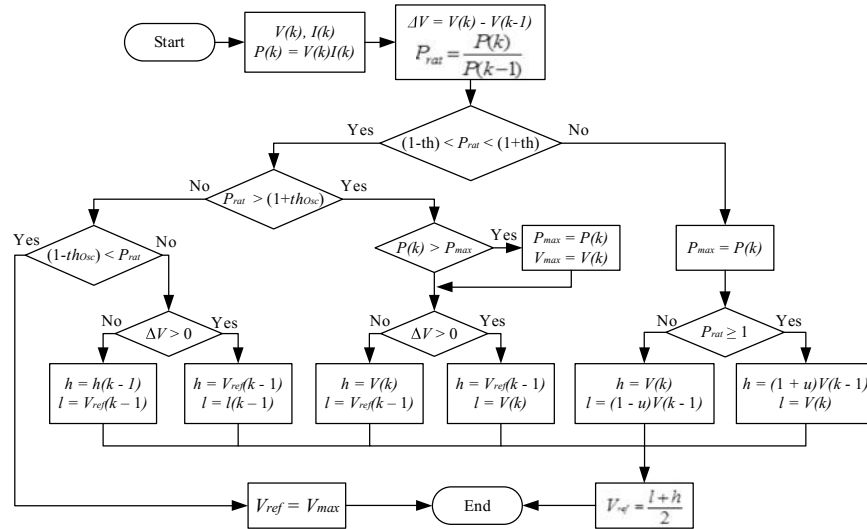 Start
V(k), I(k)
P(k) = V(k)I(k)
ΔV = V(k) - V(k-1)
P_rat = P(k) / P(k−1)
Yes
(1-th) < P_rat < (1+th)
No
No
P_rat > (1+th_Osc)
Yes
Yes
(1-th_Osc) < P_rat
No
P(k) > P_max
Yes
P_max = P(k)
V_max = V(k)
P_max = P(k)
No
ΔV > 0
Yes
No
ΔV > 0
Yes
No
P_rat ≥ 1
Yes
h = h(k - 1)
l = V_ref(k – 1)
h = V_ref(k - 1)
l = l(k – 1)
h = V(k)
l = V_ref(k – 1)
h = V_ref(k - 1)
l = V(k)
h = V(k)
l = (1 - u)V(k - 1)
h = (1 + u)V(k - 1)
l = V(k)
V_ref = V_max
End
V_ref = l + h / 2